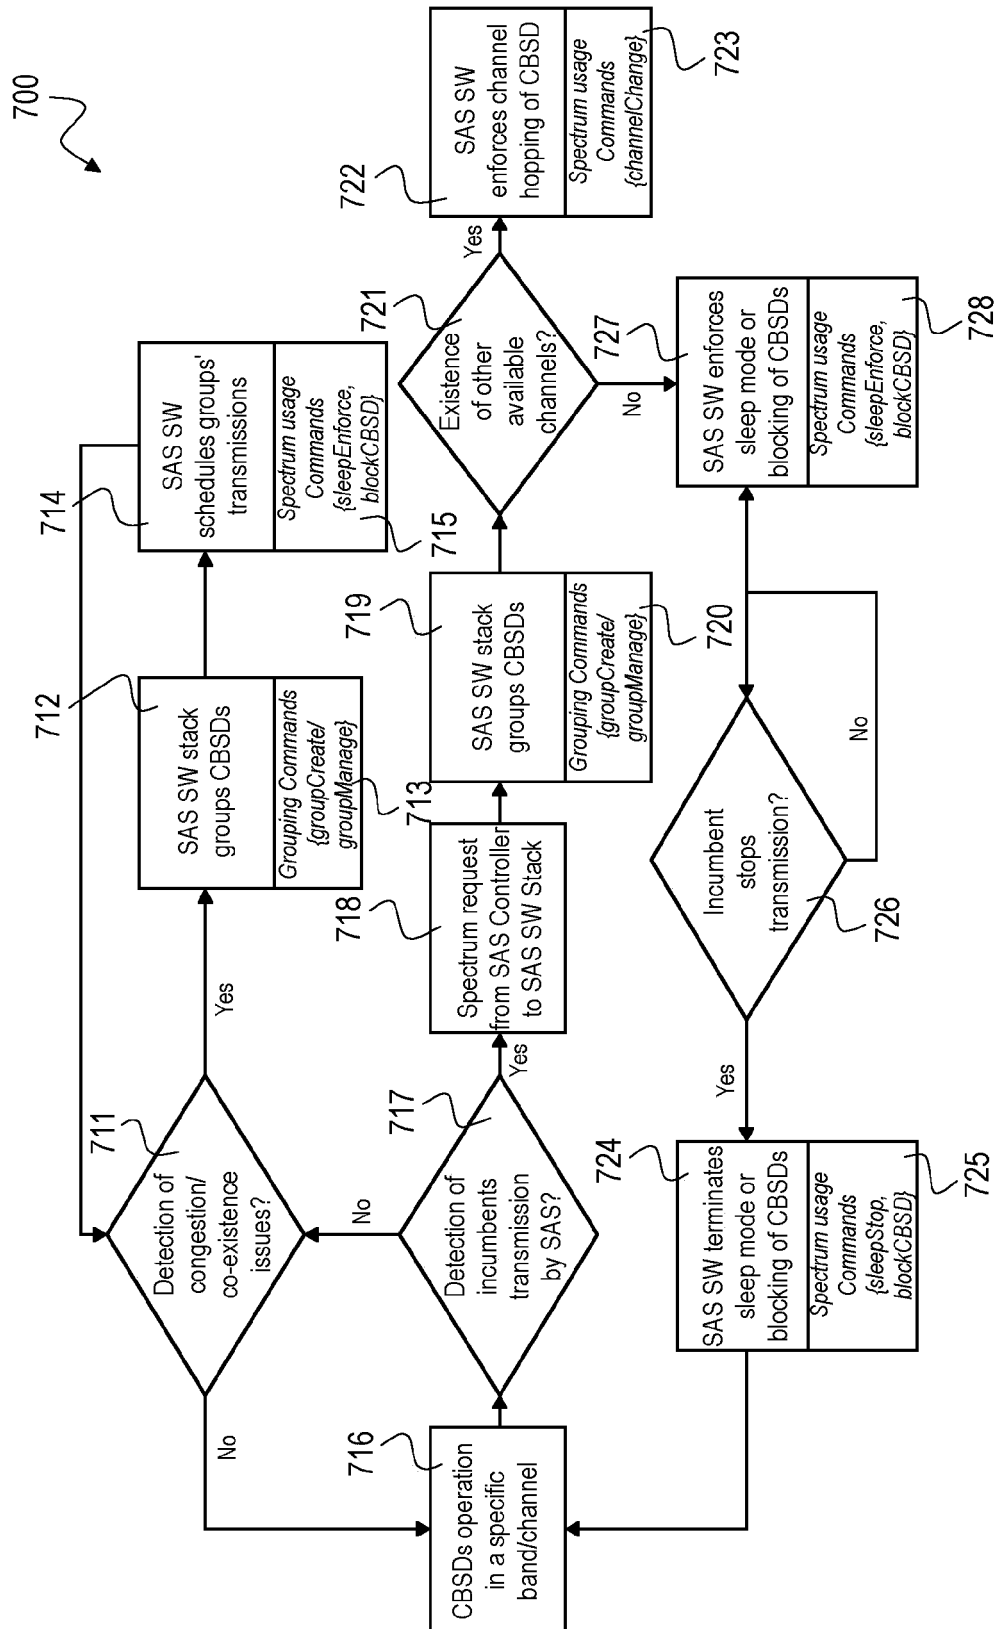 700
716
CBSDs operation
in a specific
band/channel
717
Detection of
incumbents
transmission
by SAS?
No
Yes
711
Detection of
congestion/
co-existence
issues?
No
Yes
712
SAS SW stack
groups CBSDs
Grouping Commands
{groupCreate/
groupManage}
713
714
SAS SW
schedules groups'
transmissions
Spectrum usage
Commands
{sleepEnforce,
blockCBSD}
715
718
Spectrum request
from SAS Controller
to SAS SW Stack
719
SAS SW stack
groups CBSDs
Grouping Commands
{groupCreate/
groupManage}
720
721
Existence
of other
available
channels?
Yes
No
722
SAS SW
enforces channel
hopping of CBSD
Spectrum usage
Commands
{channelChange}
723
724
SAS SW terminates
sleep mode or
blocking of CBSDs
Spectrum usage
Commands
{sleepStop,
blockCBSD}
725
Yes
Incumbent
stops
transmission?
726
No
727
SAS SW enforces
sleep mode or
blocking of CBSDs
Spectrum usage
Commands
{sleepEnforce,
blockCBSD}
728